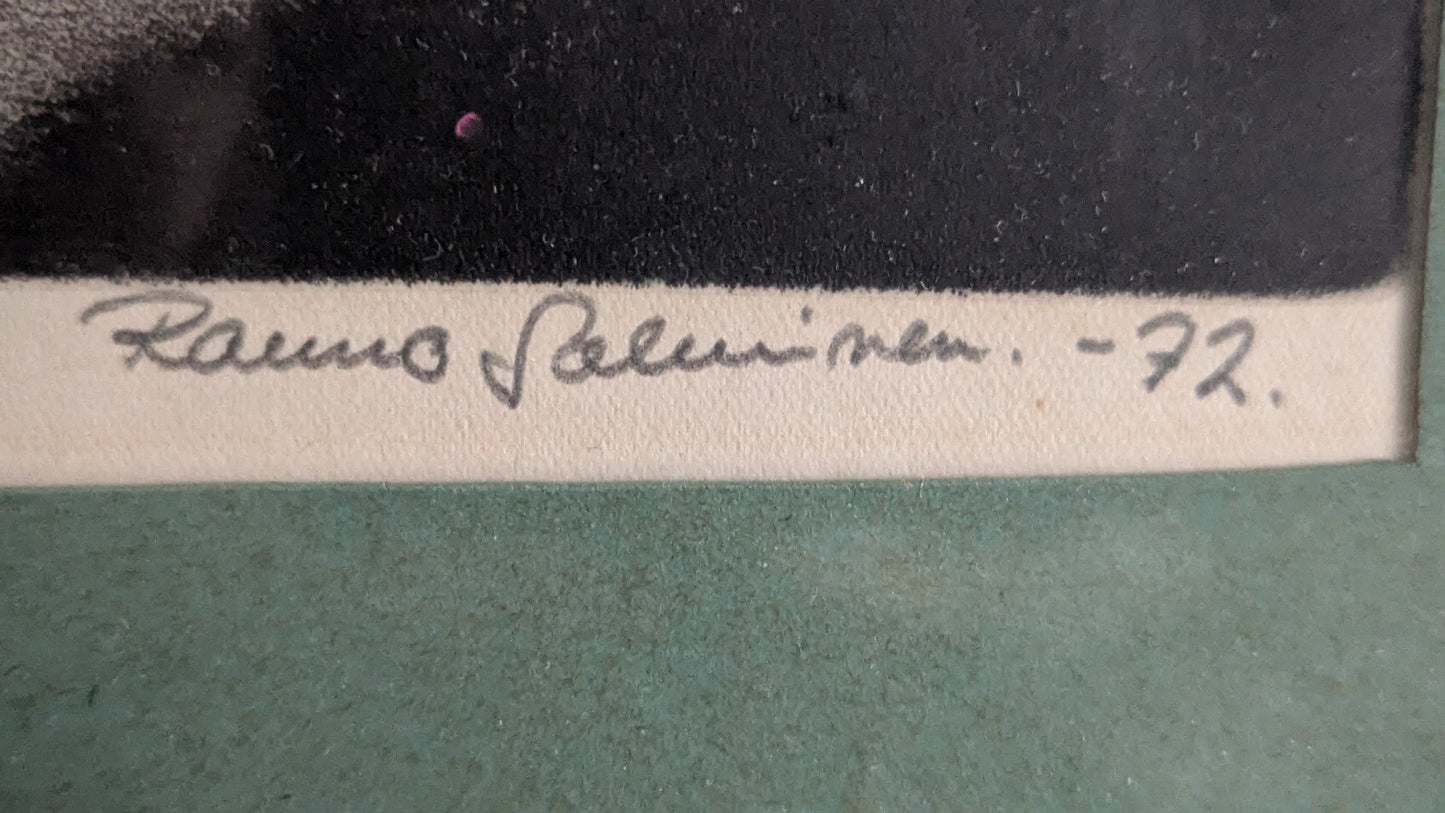 Rauno Salminen. -72.